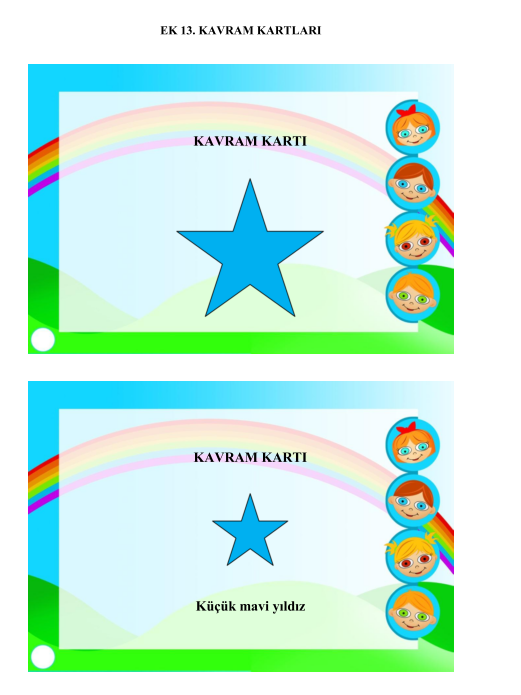 EK 13. KAVRAM KARTLARI
KAVRAM KARTI
KAVRAM KARTI
Küçük mavi yıldız